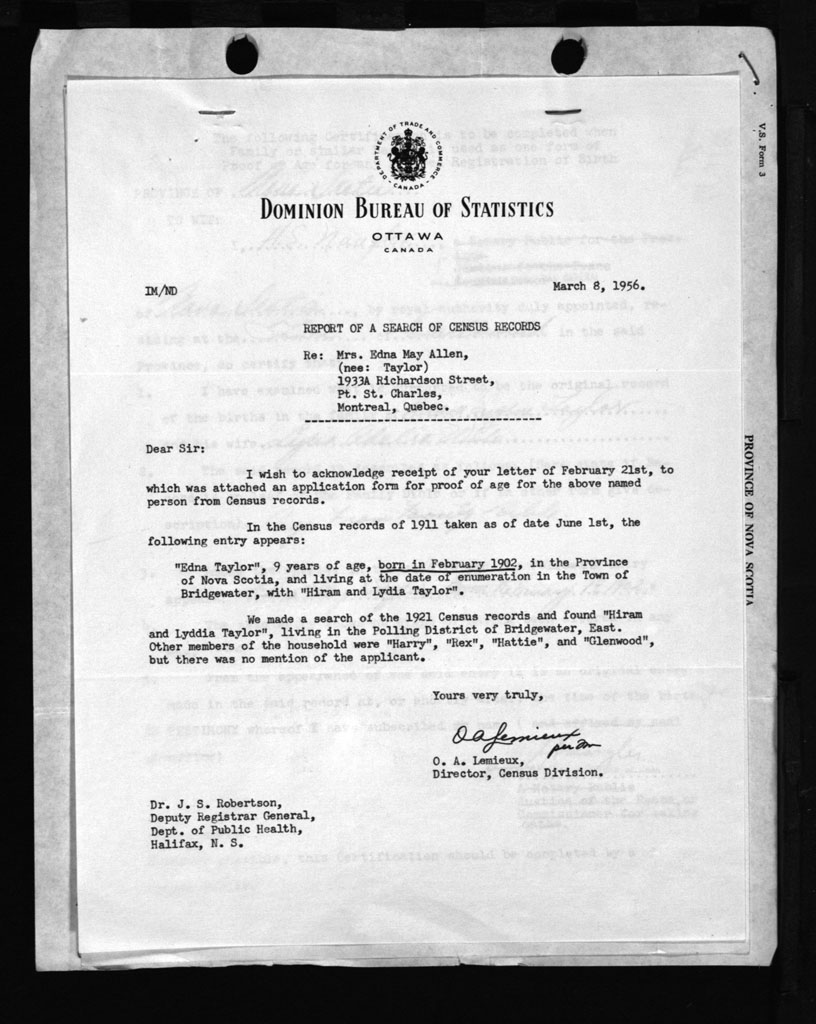 DEPARTMENT OF TRADE AND COMMERCE
CANADA
DOMINION BUREAU OF STATISTICS
OTTAWA
CANADA
IM/ND
March 8, 1956.
REPORT OF A SEARCH OF CENSUS RECORDS
Re: Mrs. Edna May Allen,
(nee: Taylor)
1933A Richardson Street,
Pt. St. Charles,
Montreal, Quebec.
Dear Sir:
I wish to acknowledge receipt of your letter of February 21st, to
which was attached an application form for proof of age for the above named
person from Census records.
In the Census records of 1911 taken as of date June 1st, the
following entry appears:
"Edna Taylor", 9 years of age, born in February 1902, in the Province
of Nova Scotia, and living at the date of enumeration in the Town of
Bridgewater, with "Hiram and Lydia Taylor".
We made a search of the 1921 Census records and found "Hiram
and Lyddia Taylor", living in the Polling District of Bridgewater, East.
Other members of the household were "Harry", "Rex", "Hattie", and "Glenwood",
but there was no mention of the applicant.
Yours very truly,
O A Lemieux
per
O. A. Lemieux,
Director, Census Division.
Dr. J. S. Robertson,
Deputy Registrar General,
Dept. of Public Health,
Halifax, N. S.
V.S. Form 3
PROVINCE OF NOVA SCOTIA